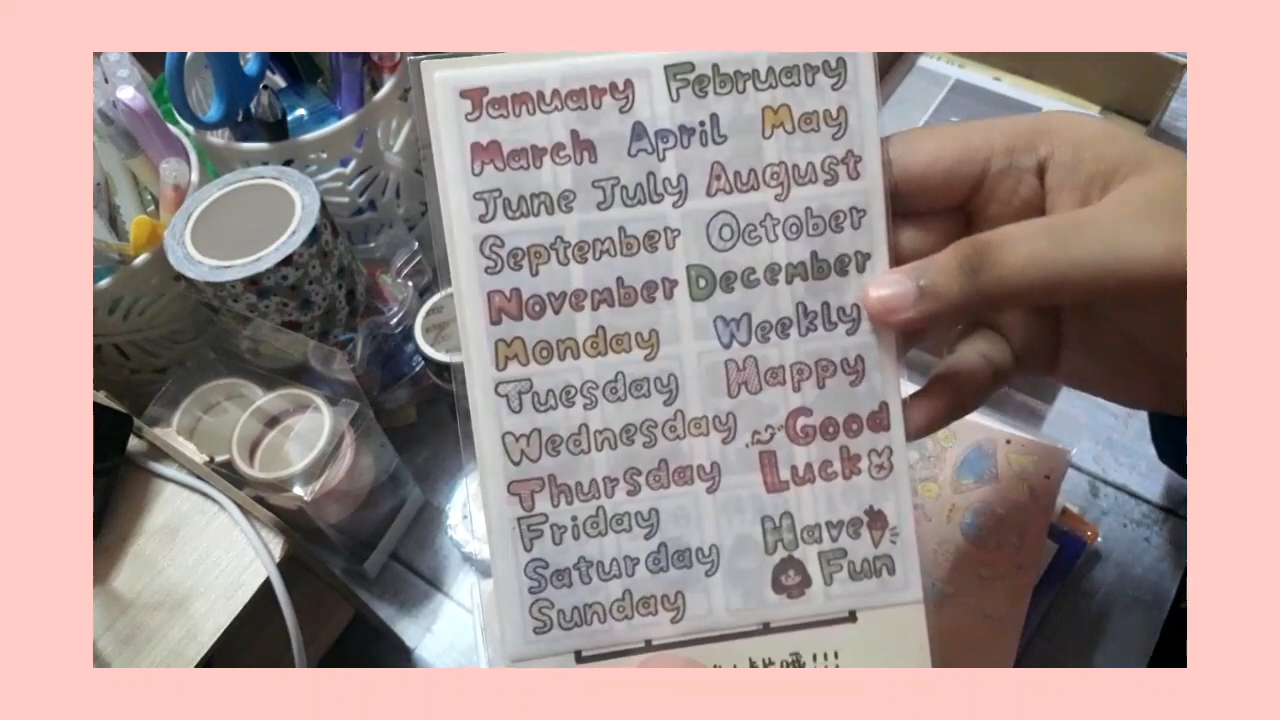 January February
March April May
June July August
September October
November December
Monday Weekly
Tuesday Happy
Wednesday Good
Thursday Luck
Friday Have
Saturday Fun
Sunday
!!!